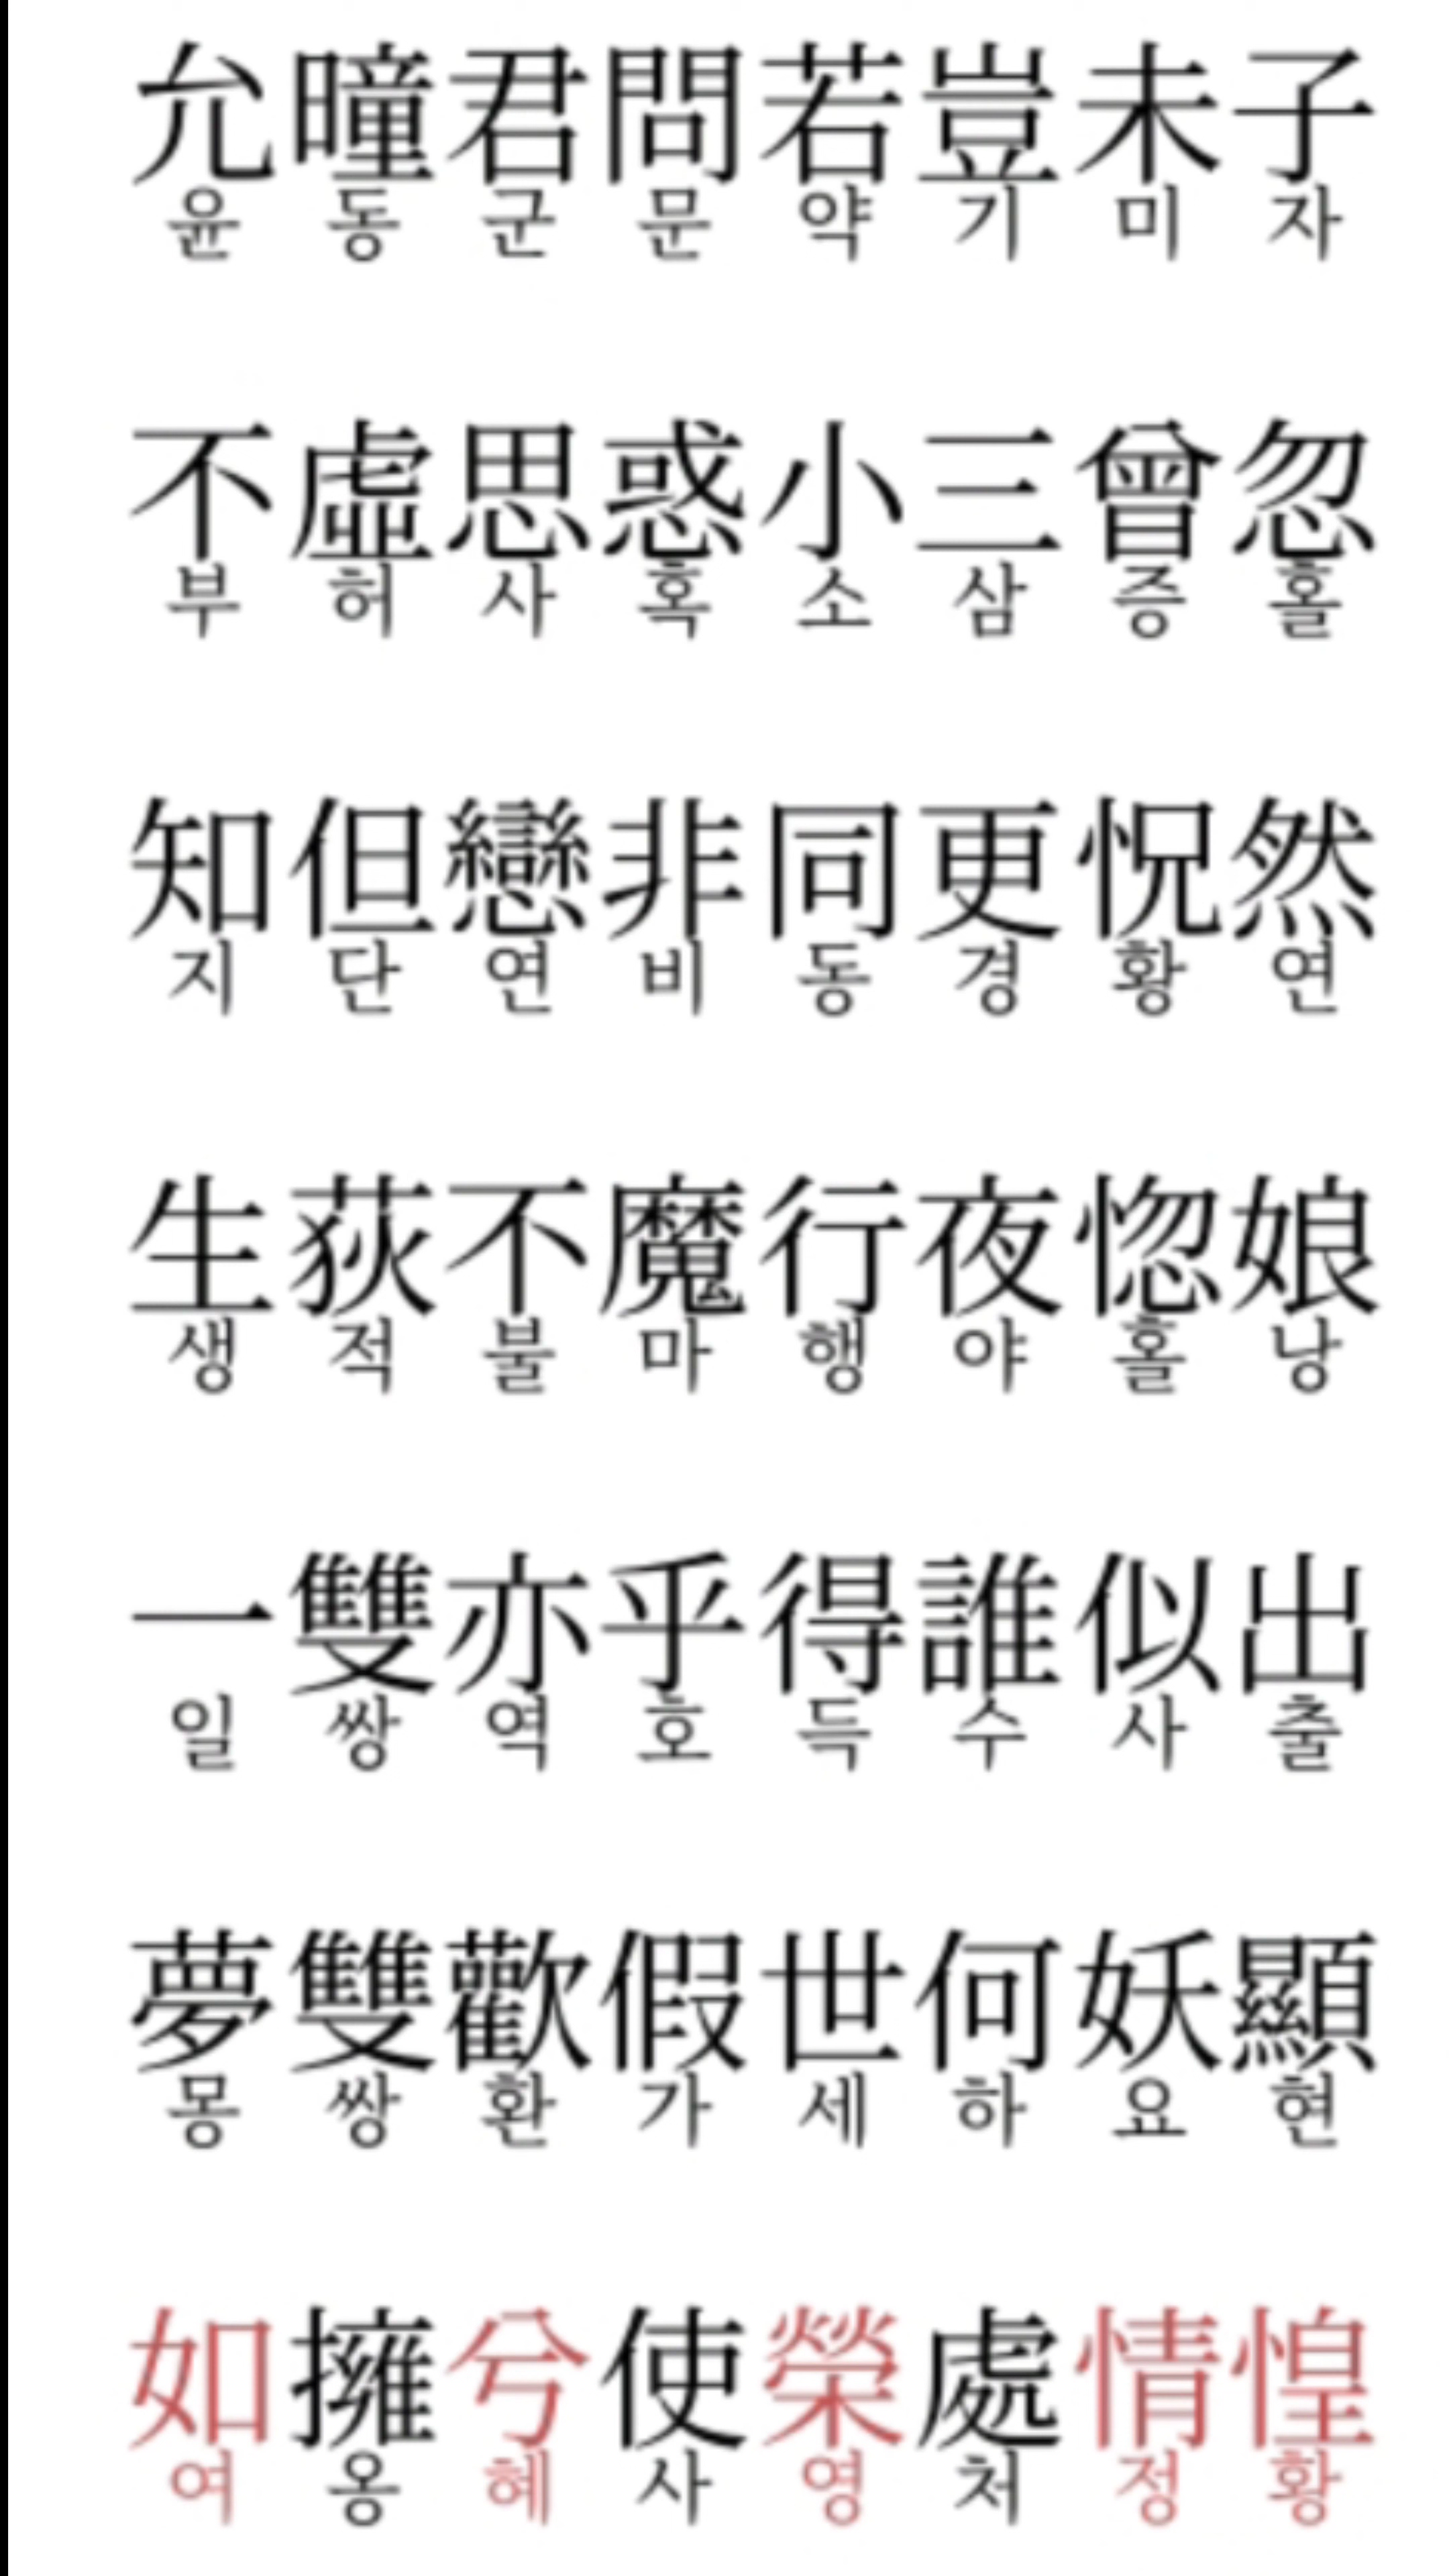 子자忽홀然연娘낭出출顯현惶황
未미曾증怳황惚홀似사妖요情정
豈기三삼更경夜야誰수何하處처
若약小소同동行행得득世세榮영
問문惑혹非비魔마乎호假가使사
君군思사戀연不불亦역歡환兮혜
曈동虛허但단荻적雙쌍雙쌍擁옹
允윤不부知지生생一일夢몽如여